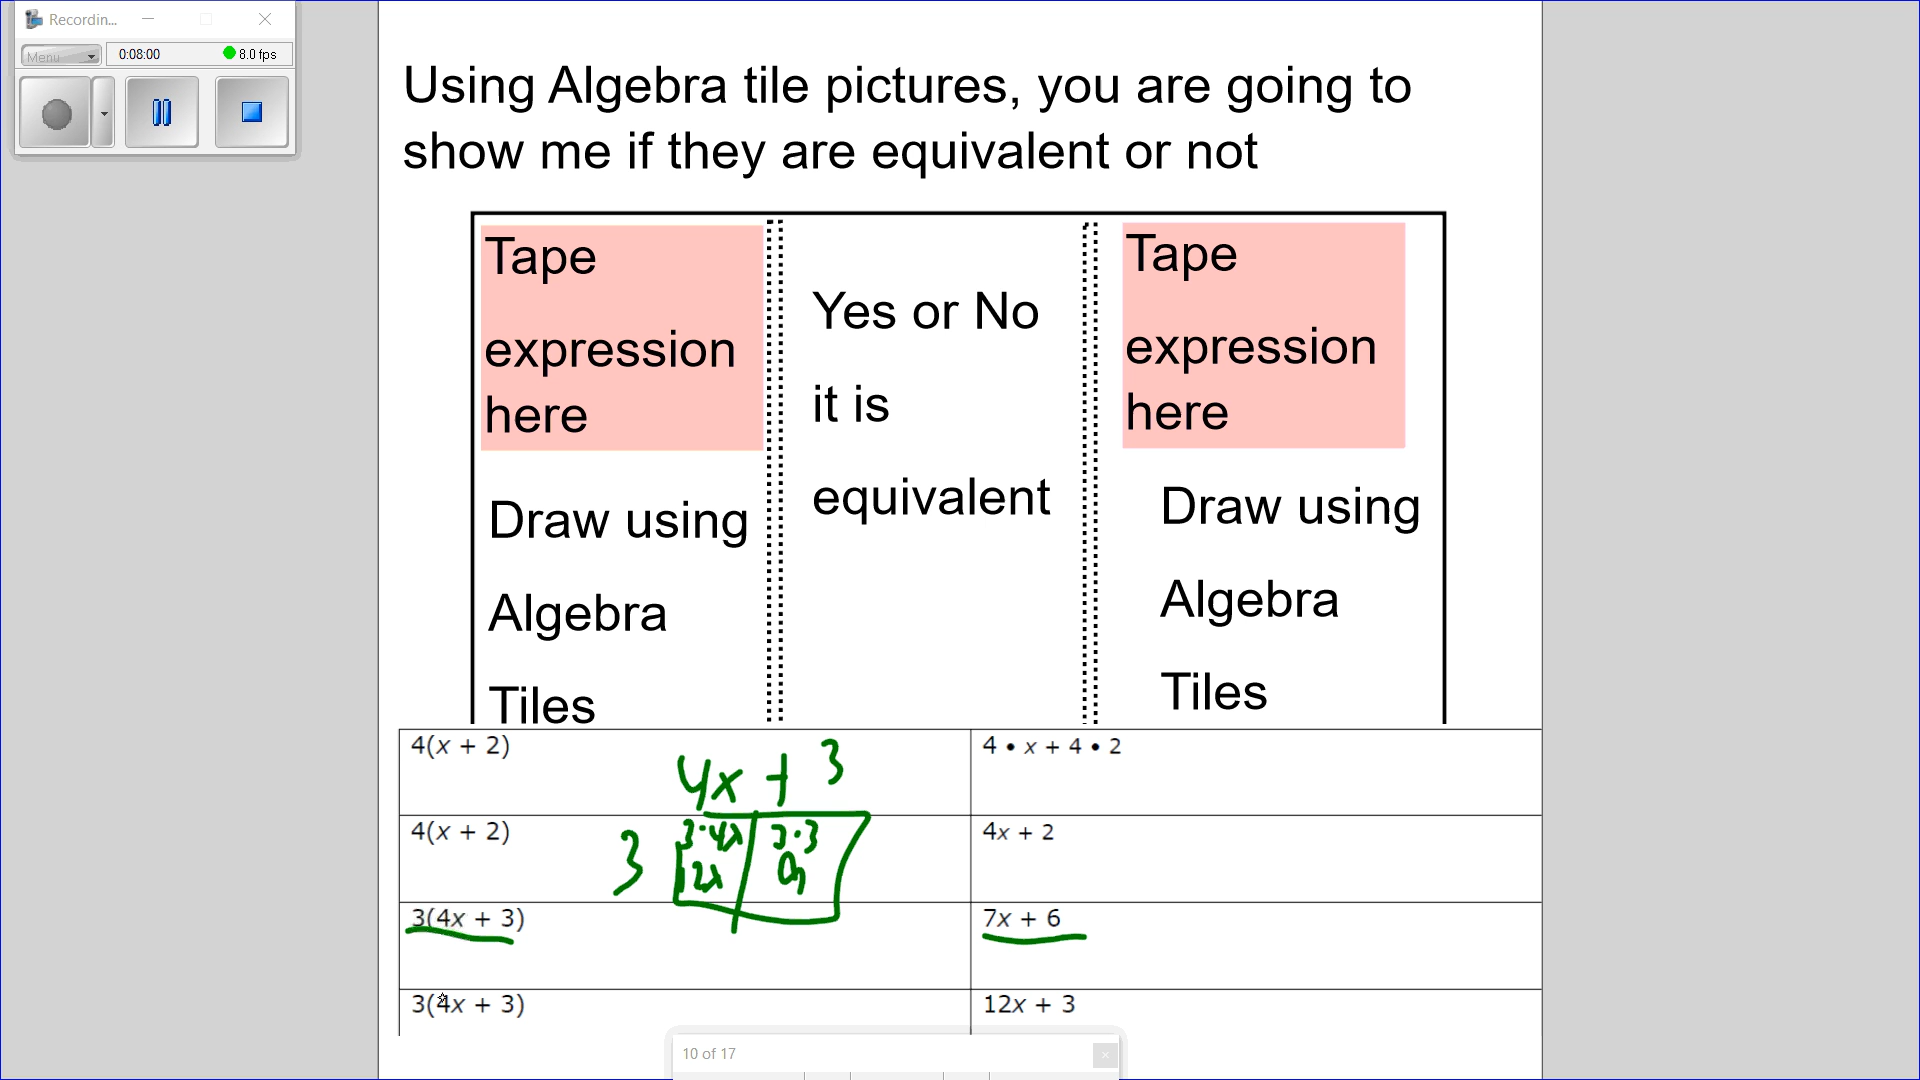 Recordin...
Menu
0:08:00
8.0 fps
Using Algebra tile pictures, you are going to
show me if they are equivalent or not
Tape
expression
here
Draw using
Algebra
Tiles
Yes or No
it is
equivalent
Tape
expression
here
Draw using
Algebra
Tiles
4(x + 2)
4 • x + 4 • 2
4x + 3
4(x + 2)
3
3·4x
12x
3·3
9
4x + 2
3(4x + 3)
7x + 6
3(4x + 3)
12x + 3
10 of 17